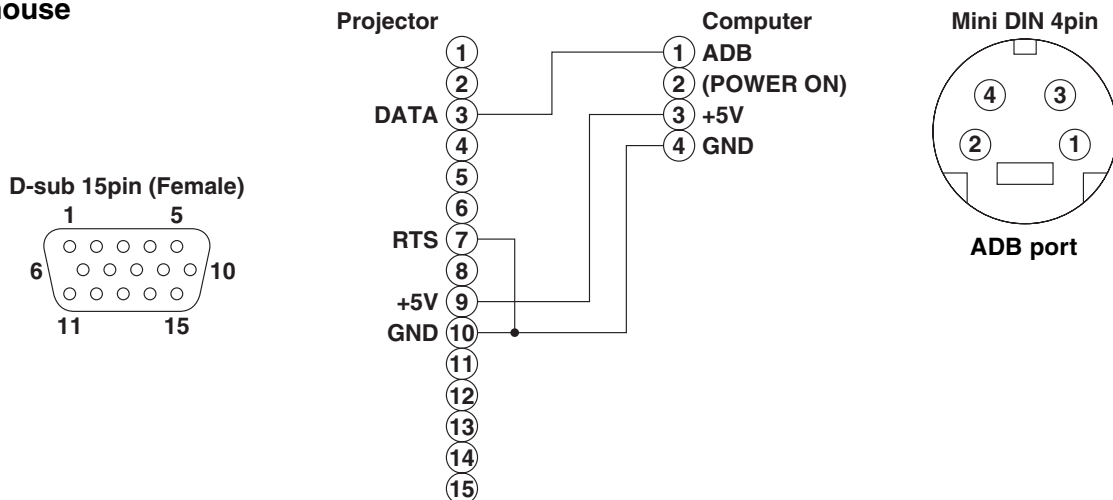 mouse
Projector
Computer
Mini DIN 4pin
1
2
DATA 3
4
5
6
RTS 7
8
+5V 9
GND 10
11
12
13
14
15
1 ADB
2 (POWER ON)
3 +5V
4 GND
4 3
2 1
ADB port
D-sub 15pin (Female)
1 5
6 10
11 15